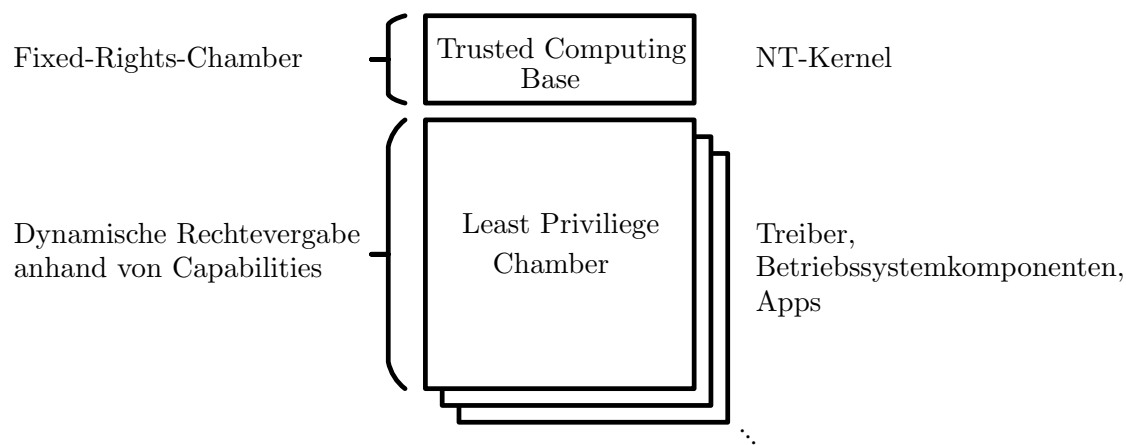 Fixed-Rights-Chamber
Trusted Computing
Base
NT-Kernel
Dynamische Rechtevergabe
anhand von Capabilities
Least Priviliege
Chamber
Treiber,
Betriebssystemkomponenten,
Apps